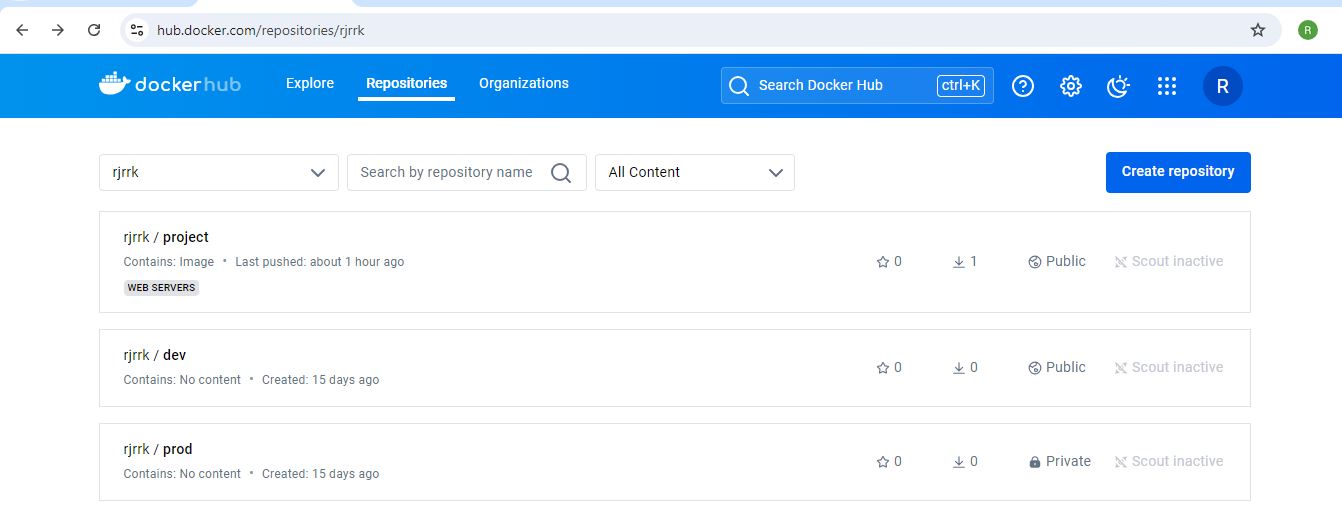 hub.docker.com/repositories/rjrrk
R
docker hub Explore Repositories Organizations Search Docker Hub ctrl+K R
rjrrk Search by repository name All Content Create repository
rjrrk / project
Contains: Image • Last pushed: about 1 hour ago 0 1 Public Scout inactive
WEB SERVERS
rjrrk / dev
Contains: No content • Created: 15 days ago 0 0 Public Scout inactive
rjrrk / prod
Contains: No content • Created: 15 days ago 0 0 Private Scout inactive